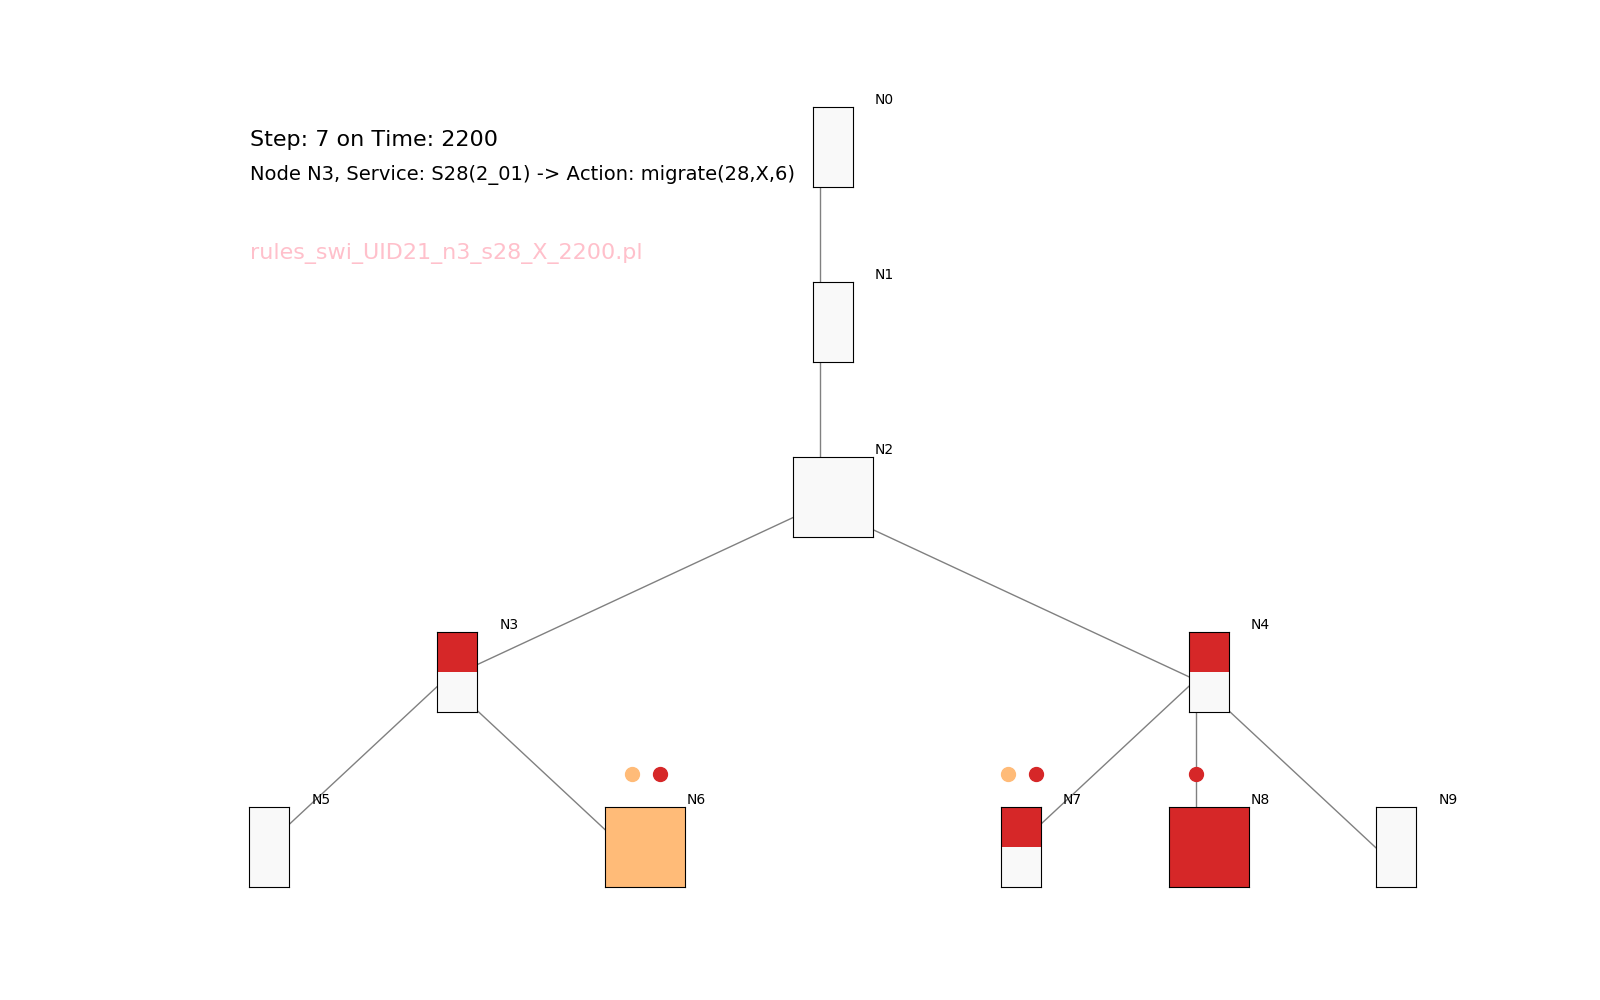 N0
Step: 7 on Time: 2200
Node N3, Service: S28(2_01) -> Action: migrate(28,X,6)
rules_swi_UID21_n3_s28_X_2200.pl
N1
N2
N3
N4
N5
N6
N7
N8
N9